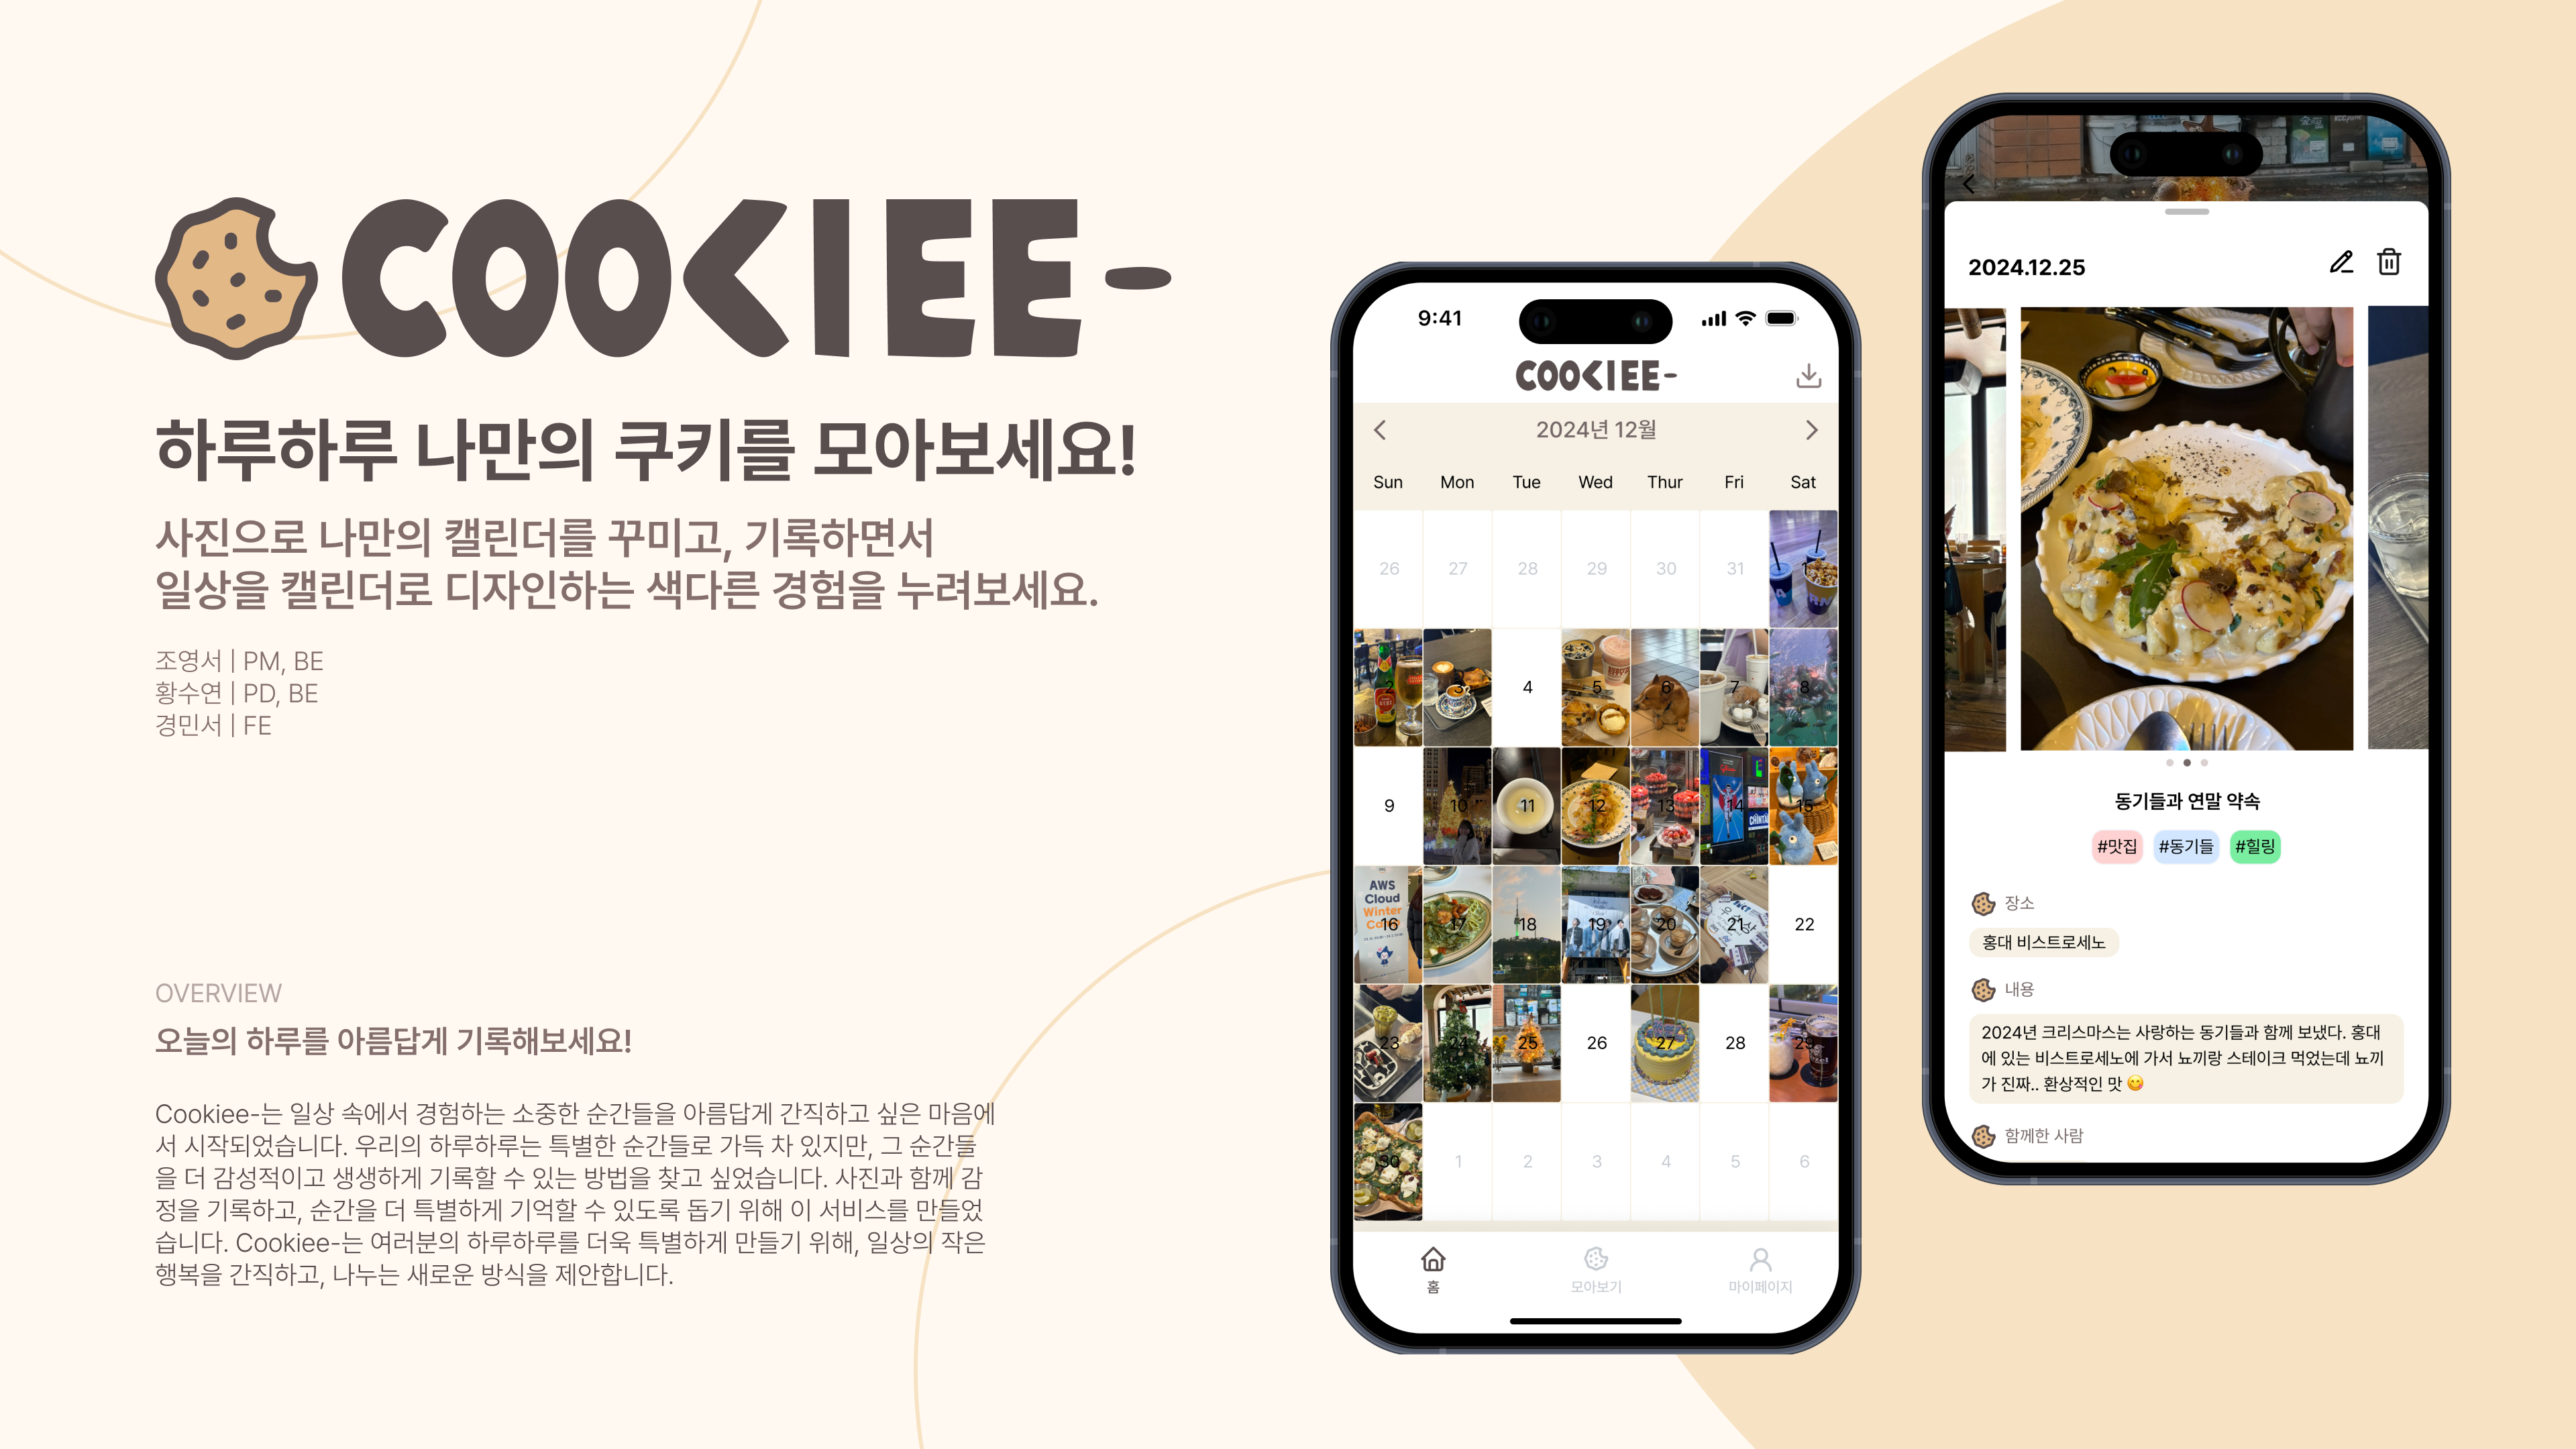 COOKIEE-
하루하루 나만의 쿠키를 모아보세요!
사진으로 나만의 캘린더를 꾸미고, 기록하면서
일상을 캘린더로 디자인하는 색다른 경험을 누려보세요.
조영서 | PM, BE
황수연 | PD, BE
경민서 | FE
OVERVIEW
오늘의 하루를 아름답게 기록해보세요!
Cookiee-는 일상 속에서 경험하는 소중한 순간들을 아름답게 간직하고 싶은 마음에
서 시작되었습니다. 우리의 하루하루는 특별한 순간들로 가득 차 있지만, 그 순간들
을 더 감성적이고 생생하게 기록할 수 있는 방법을 찾고 싶었습니다. 사진과 함께 감
정을 기록하고, 순간을 더 특별하게 기억할 수 있도록 돕기 위해 이 서비스를 만들었
습니다. Cookiee-는 여러분의 하루하루를 더욱 특별하게 만들기 위해, 일상의 작은
행복을 간직하고, 나누는 새로운 방식을 제안합니다.
9:41
COOKIEE-
2024년 12월
Sun Mon Tue Wed Thur Fri Sat
26 27 28 29 30 31 1
2 3 4 5 6 7 8
9 10 11 12 13 14 15
AWS
Cloud
Winter
16 17 18 19 20 21 22
23 24 25 26 27 28 29
30 1 2 3 4 5 6
홈 모아보기 마이페이지
2024.12.25
동기들과 연말 약속
#맛집 #동기들 #힐링
장소
홍대 비스트로세노
내용
2024년 크리스마스는 사랑하는 동기들과 함께 보냈다. 홍대
에 있는 비스트로세노에 가서 뇨끼랑 스테이크 먹었는데 뇨끼
가 진짜.. 환상적인 맛 😋
함께한 사람